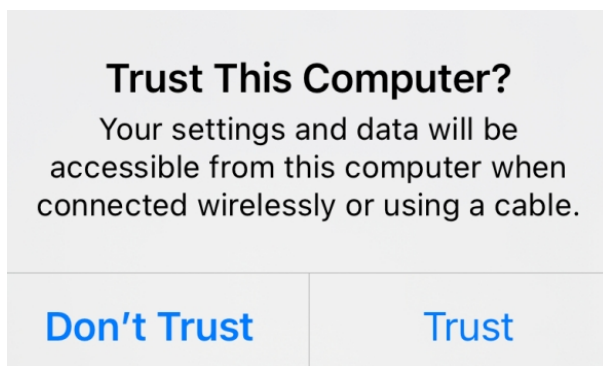 Trust This Computer?
Your settings and data will be
accessible from this computer when
connected wirelessly or using a cable.
Don’t Trust
Trust